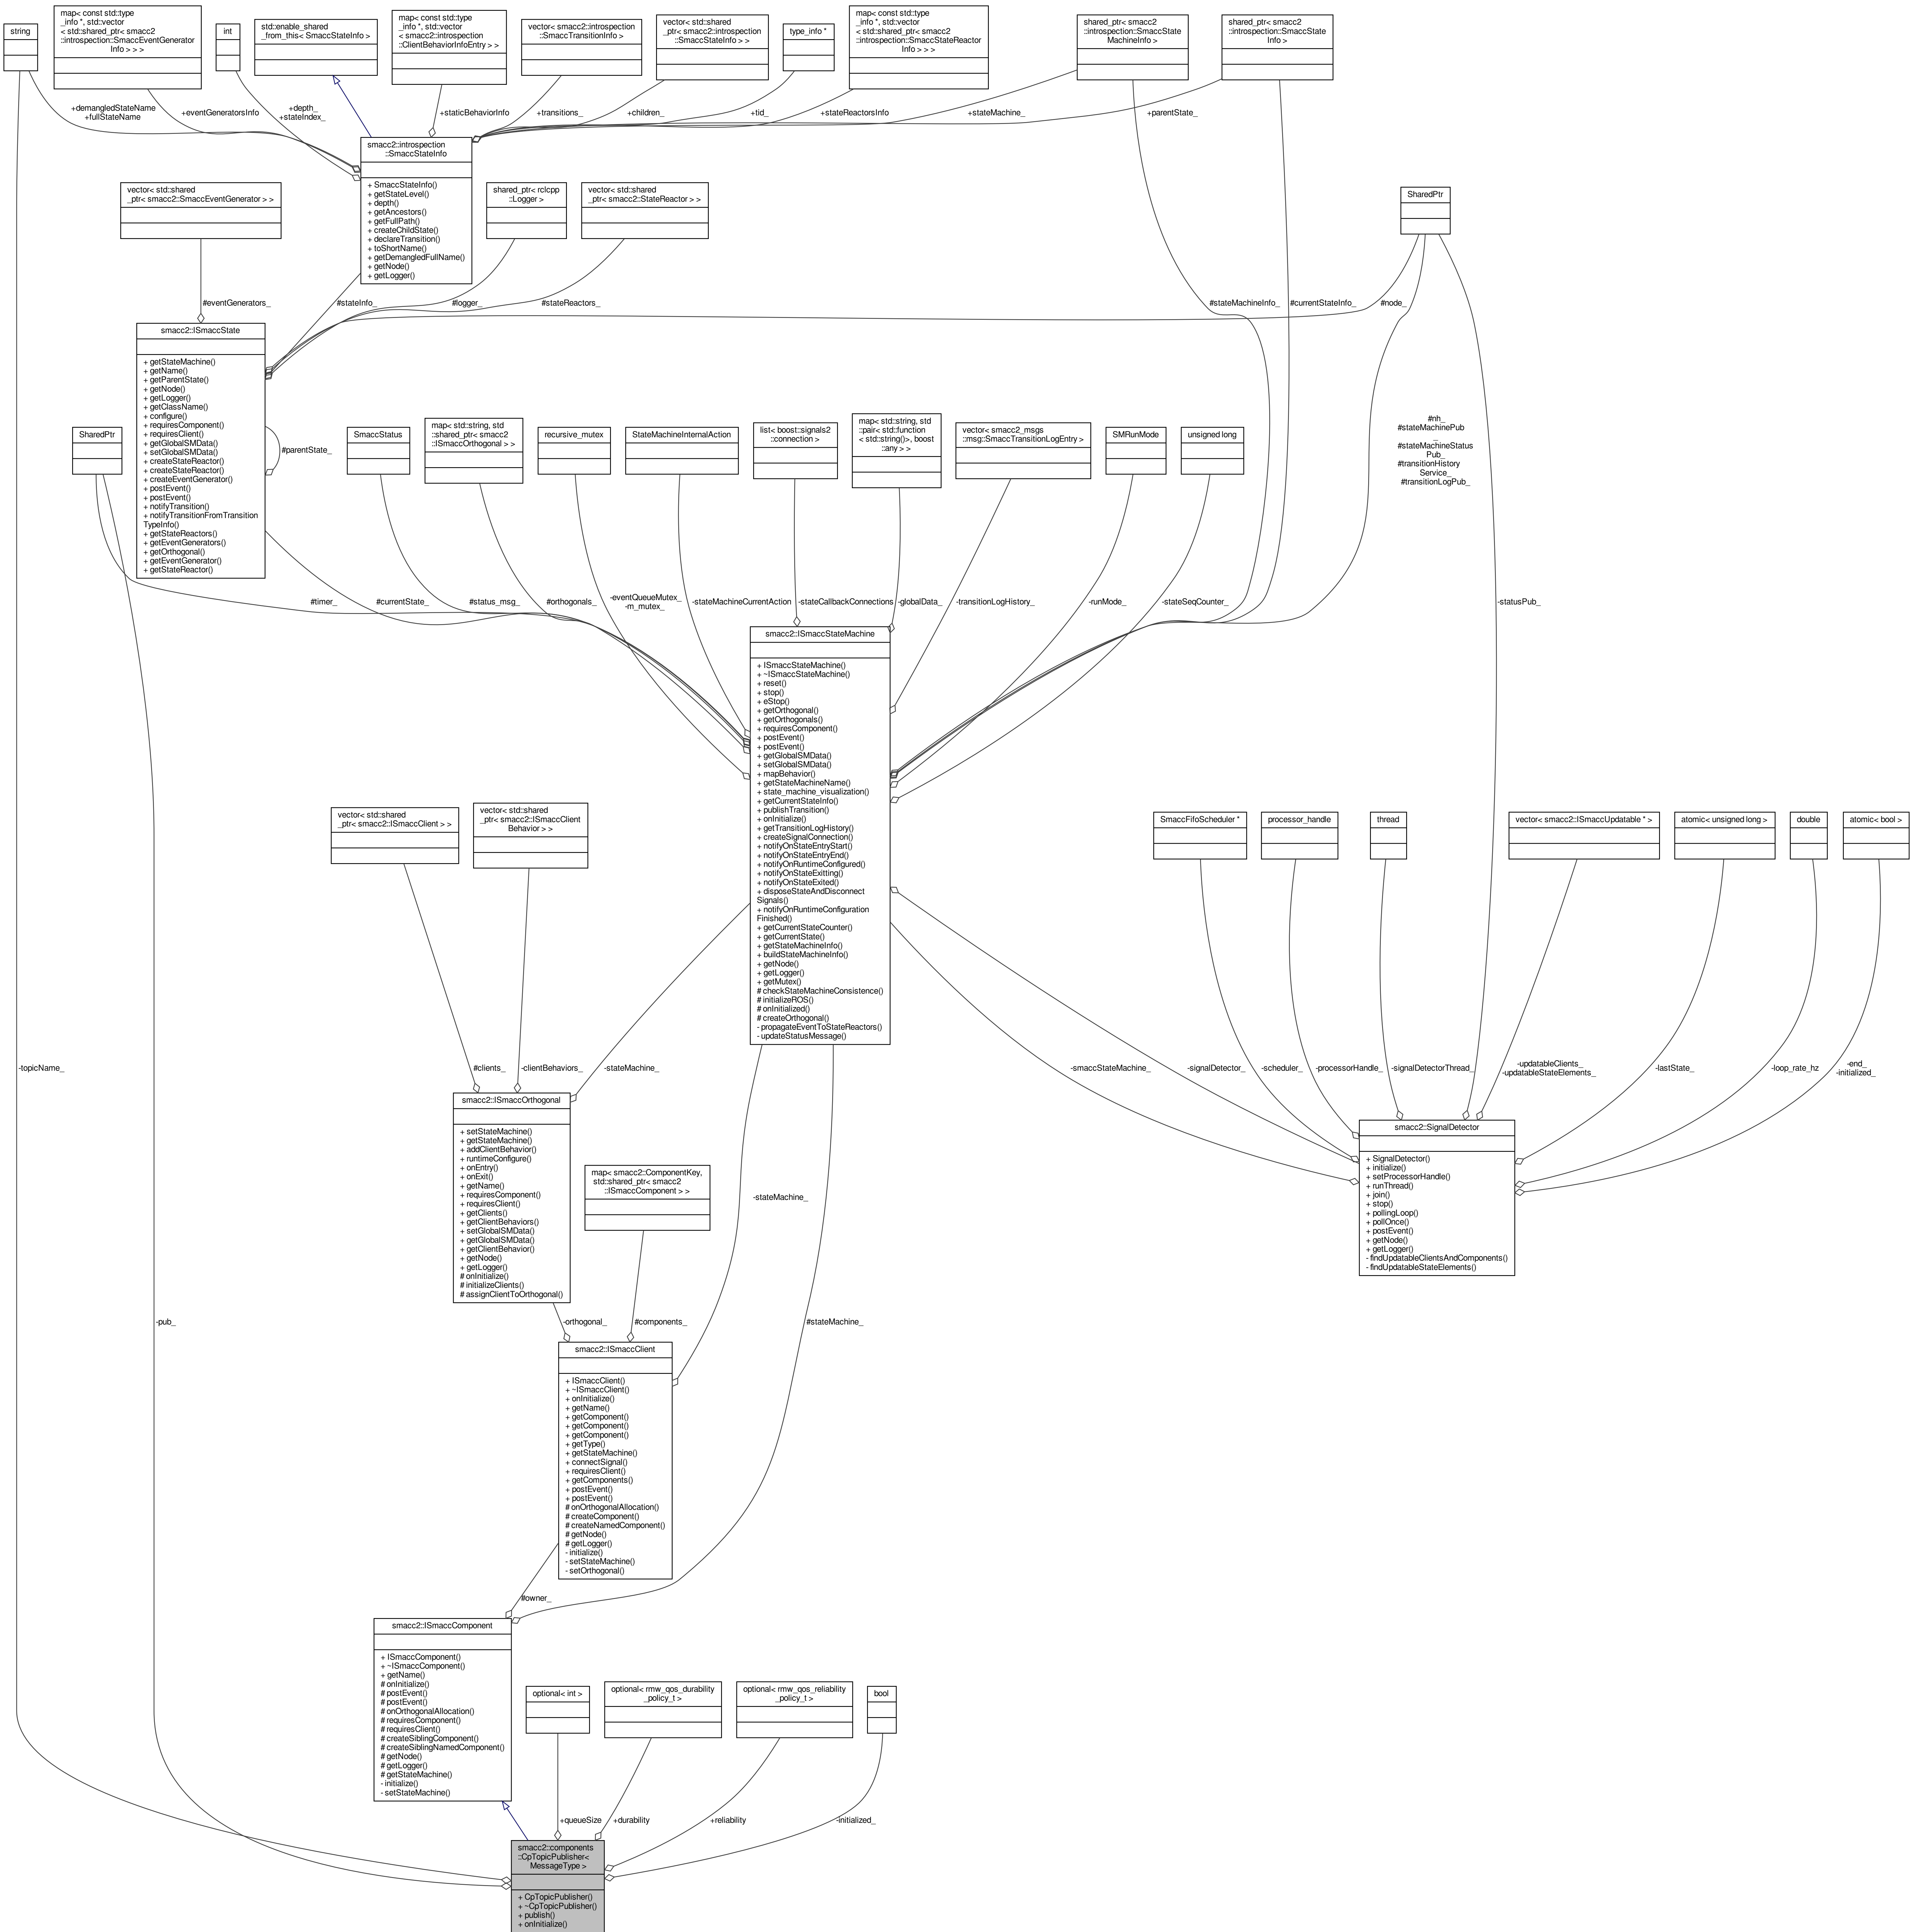 string
map< const std::type
_info *, std::vector
< std::shared_ptr< smacc2
::introspection::SmaccEventGenerator
Info > > >
int
std::enable_shared
_from_this< SmaccStateInfo >
map< const std::type
_info *, std::vector
< smacc2::introspection
::ClientBehaviorInfoEntry > >
vector< smacc2::introspection
::SmaccTransitionInfo >
vector< std::shared
_ptr< smacc2::introspection
::SmaccStateInfo > >
type_info *
map< const std::type
_info *, std::vector
< std::shared_ptr< smacc2
::introspection::SmaccStateReactor
Info > > >
shared_ptr< smacc2
::introspection::SmaccState
MachineInfo >
shared_ptr< smacc2
::introspection::SmaccState
Info >
+demangledStateName
+fullStateName
+eventGeneratorsInfo
+depth_
+stateIndex_
+staticBehaviorInfo
+transitions_
+children_
+tid_
+stateReactorsInfo
+stateMachine_
+parentState_
smacc2::introspection
::SmaccStateInfo
+ SmaccStateInfo()
+ getStateLevel()
+ depth()
+ getAncestors()
+ getFullPath()
+ createChildState()
+ declareTransition()
+ toShortName()
+ getDemangledFullName()
+ getNode()
+ getLogger()
vector< std::shared
_ptr< smacc2::SmaccEventGenerator > >
shared_ptr< rclcpp
::Logger >
vector< std::shared
_ptr< smacc2::StateReactor > >
SharedPtr
#eventGenerators_
#stateInfo_
#logger_
#stateReactors_
#stateMachineInfo_
#currentStateInfo_
#node_
smacc2::ISmaccState
+ getStateMachine()
+ getName()
+ getParentState()
+ getNode()
+ getLogger()
+ getClassName()
+ configure()
+ requiresComponent()
+ requiresClient()
+ getGlobalSMData()
+ setGlobalSMData()
+ createStateReactor()
+ createStateReactor()
+ createEventGenerator()
+ postEvent()
+ postEvent()
+ notifyTransition()
+ notifyTransitionFromTransition
TypeInfo()
+ getStateReactors()
+ getEventGenerators()
+ getOrthogonal()
+ getEventGenerator()
+ getStateReactor()
#parentState_
SharedPtr
SmaccStatus
map< std::string, std
::shared_ptr< smacc2
::ISmaccOrthogonal > >
recursive_mutex
StateMachineInternalAction
list< boost::signals2
::connection >
map< std::string, std
::pair< std::function
< std::string()>, boost
::any > >
vector< smacc2_msgs
::msg::SmaccTransitionLogEntry >
SMRunMode
unsigned long
#nh_
#stateMachinePub
_
#stateMachineStatus
Pub_
#transitionHistory
Service_
#transitionLogPub_
#timer_
#currentState_
#status_msg_
#orthogonals_
-eventQueueMutex_
-m_mutex_
-stateMachineCurrentAction
-stateCallbackConnections
-globalData_
-transitionLogHistory_
-runMode_
-stateSeqCounter_
-statusPub_
smacc2::ISmaccStateMachine
+ ISmaccStateMachine()
+ ~ISmaccStateMachine()
+ reset()
+ stop()
+ eStop()
+ getOrthogonal()
+ getOrthogonals()
+ requiresComponent()
+ postEvent()
+ postEvent()
+ getGlobalSMData()
+ setGlobalSMData()
+ mapBehavior()
+ getStateMachineName()
+ state_machine_visualization()
+ getCurrentStateInfo()
+ publishTransition()
+ onInitialize()
+ getTransitionLogHistory()
+ createSignalConnection()
+ notifyOnStateEntryStart()
+ notifyOnStateEntryEnd()
+ notifyOnRuntimeConfigured()
+ notifyOnStateExitting()
+ notifyOnStateExited()
+ disposeStateAndDisconnect
Signals()
+ notifyOnRuntimeConfiguration
Finished()
+ getCurrentStateCounter()
+ getCurrentState()
+ getStateMachineInfo()
+ buildStateMachineInfo()
+ getNode()
+ getLogger()
+ getMutex()
# checkStateMachineConsistence()
# initializeROS()
# onInitialized()
# createOrthogonal()
- propagateEventToStateReactors()
- updateStatusMessage()
vector< std::shared
_ptr< smacc2::ISmaccClient > >
vector< std::shared
_ptr< smacc2::ISmaccClient
Behavior > >
SmaccFifoScheduler *
processor_handle
thread
vector< smacc2::ISmaccUpdatable * >
atomic< unsigned long >
double
atomic< bool >
-topicName_
#clients_
-clientBehaviors_
-stateMachine_
-smaccStateMachine_
-signalDetector_
-scheduler_
-processorHandle_
-signalDetectorThread_
-updatableClients_
-updatableStateElements_
-lastState_
-loop_rate_hz
-end_
-initialized_
smacc2::ISmaccOrthogonal
+ setStateMachine()
+ getStateMachine()
+ addClientBehavior()
+ runtimeConfigure()
+ onEntry()
+ onExit()
+ getName()
+ requiresComponent()
+ requiresClient()
+ getClients()
+ getClientBehaviors()
+ setGlobalSMData()
+ getGlobalSMData()
+ getClientBehavior()
+ getNode()
+ getLogger()
# onInitialize()
# initializeClients()
# assignClientToOrthogonal()
smacc2::SignalDetector
+ SignalDetector()
+ initialize()
+ setProcessorHandle()
+ runThread()
+ join()
+ stop()
+ pollingLoop()
+ pollOnce()
+ postEvent()
+ getNode()
+ getLogger()
- findUpdatableClientsAndComponents()
- findUpdatableStateElements()
map< smacc2::ComponentKey,
std::shared_ptr< smacc2
::ISmaccComponent > >
-stateMachine_
-pub_
-orthogonal_
#components_
#stateMachine_
smacc2::ISmaccClient
+ ISmaccClient()
+ ~ISmaccClient()
+ onInitialize()
+ getName()
+ getComponent()
+ getComponent()
+ getComponent()
+ getType()
+ getStateMachine()
+ connectSignal()
+ requiresClient()
+ getComponents()
+ postEvent()
+ postEvent()
# onOrthogonalAllocation()
# createComponent()
# createNamedComponent()
# getNode()
# getLogger()
- initialize()
- setStateMachine()
- setOrthogonal()
#owner_
smacc2::ISmaccComponent
+ ISmaccComponent()
+ ~ISmaccComponent()
+ getName()
# onInitialize()
# postEvent()
# postEvent()
# onOrthogonalAllocation()
# requiresComponent()
# requiresClient()
# createSiblingComponent()
# createSiblingNamedComponent()
# getNode()
# getLogger()
# getStateMachine()
- initialize()
- setStateMachine()
optional< int >
optional< rmw_qos_durability
_policy_t >
optional< rmw_qos_reliability
_policy_t >
bool
+queueSize
+durability
+reliability
-initialized_
smacc2::components
::CpTopicPublisher<
MessageType >
+ CpTopicPublisher()
+ ~CpTopicPublisher()
+ publish()
+ onInitialize()